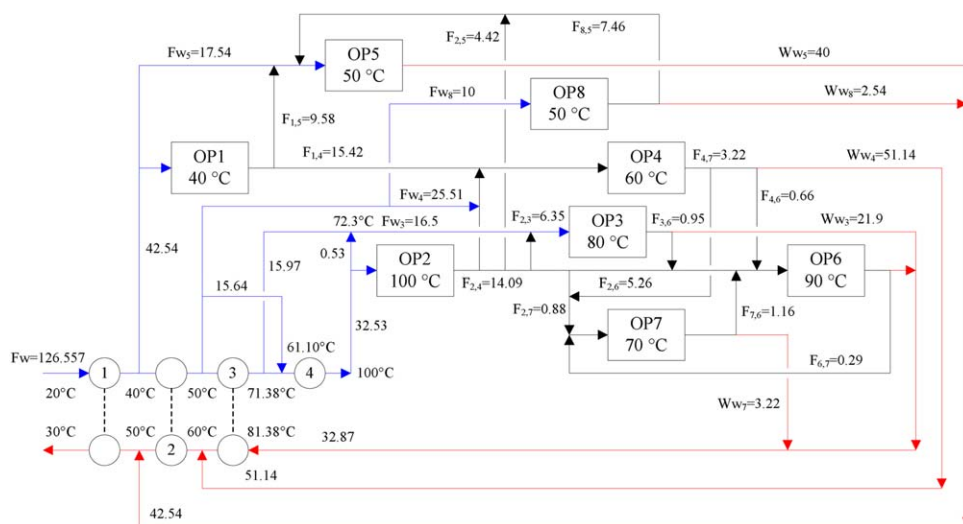 Fw₅=17.54
F₂,₅=4.42
F₈,₅=7.46
Ww₅=40
OP5
50 °C
Fw₈=10
OP8
50 °C
Ww₈=2.54
F₁,₅=9.58
OP1
40 °C
F₁,₄=15.42
OP4
60 °C
F₄,₇=3.22
Ww₄=51.14
Fw₄=25.51
F₄,₆=0.66
72.3°C
Fw₃=16.5
F₂,₃=6.35
OP3
80 °C
F₃,₆=0.95
Ww₃=21.9
42.54
0.53
15.97
OP2
100 °C
F₂,₄=14.09
F₂,₆=5.26
OP6
90 °C
15.64
F₂,₇=0.88
F₇,₆=1.16
32.53
OP7
70 °C
61.10°C
Fw=126.557
1
3
4
F₆,₇=0.29
20°C
40°C
50°C
71.38°C
100°C
Ww₇=3.22
30°C
50°C
60°C
81.38°C
32.87
2
51.14
42.54